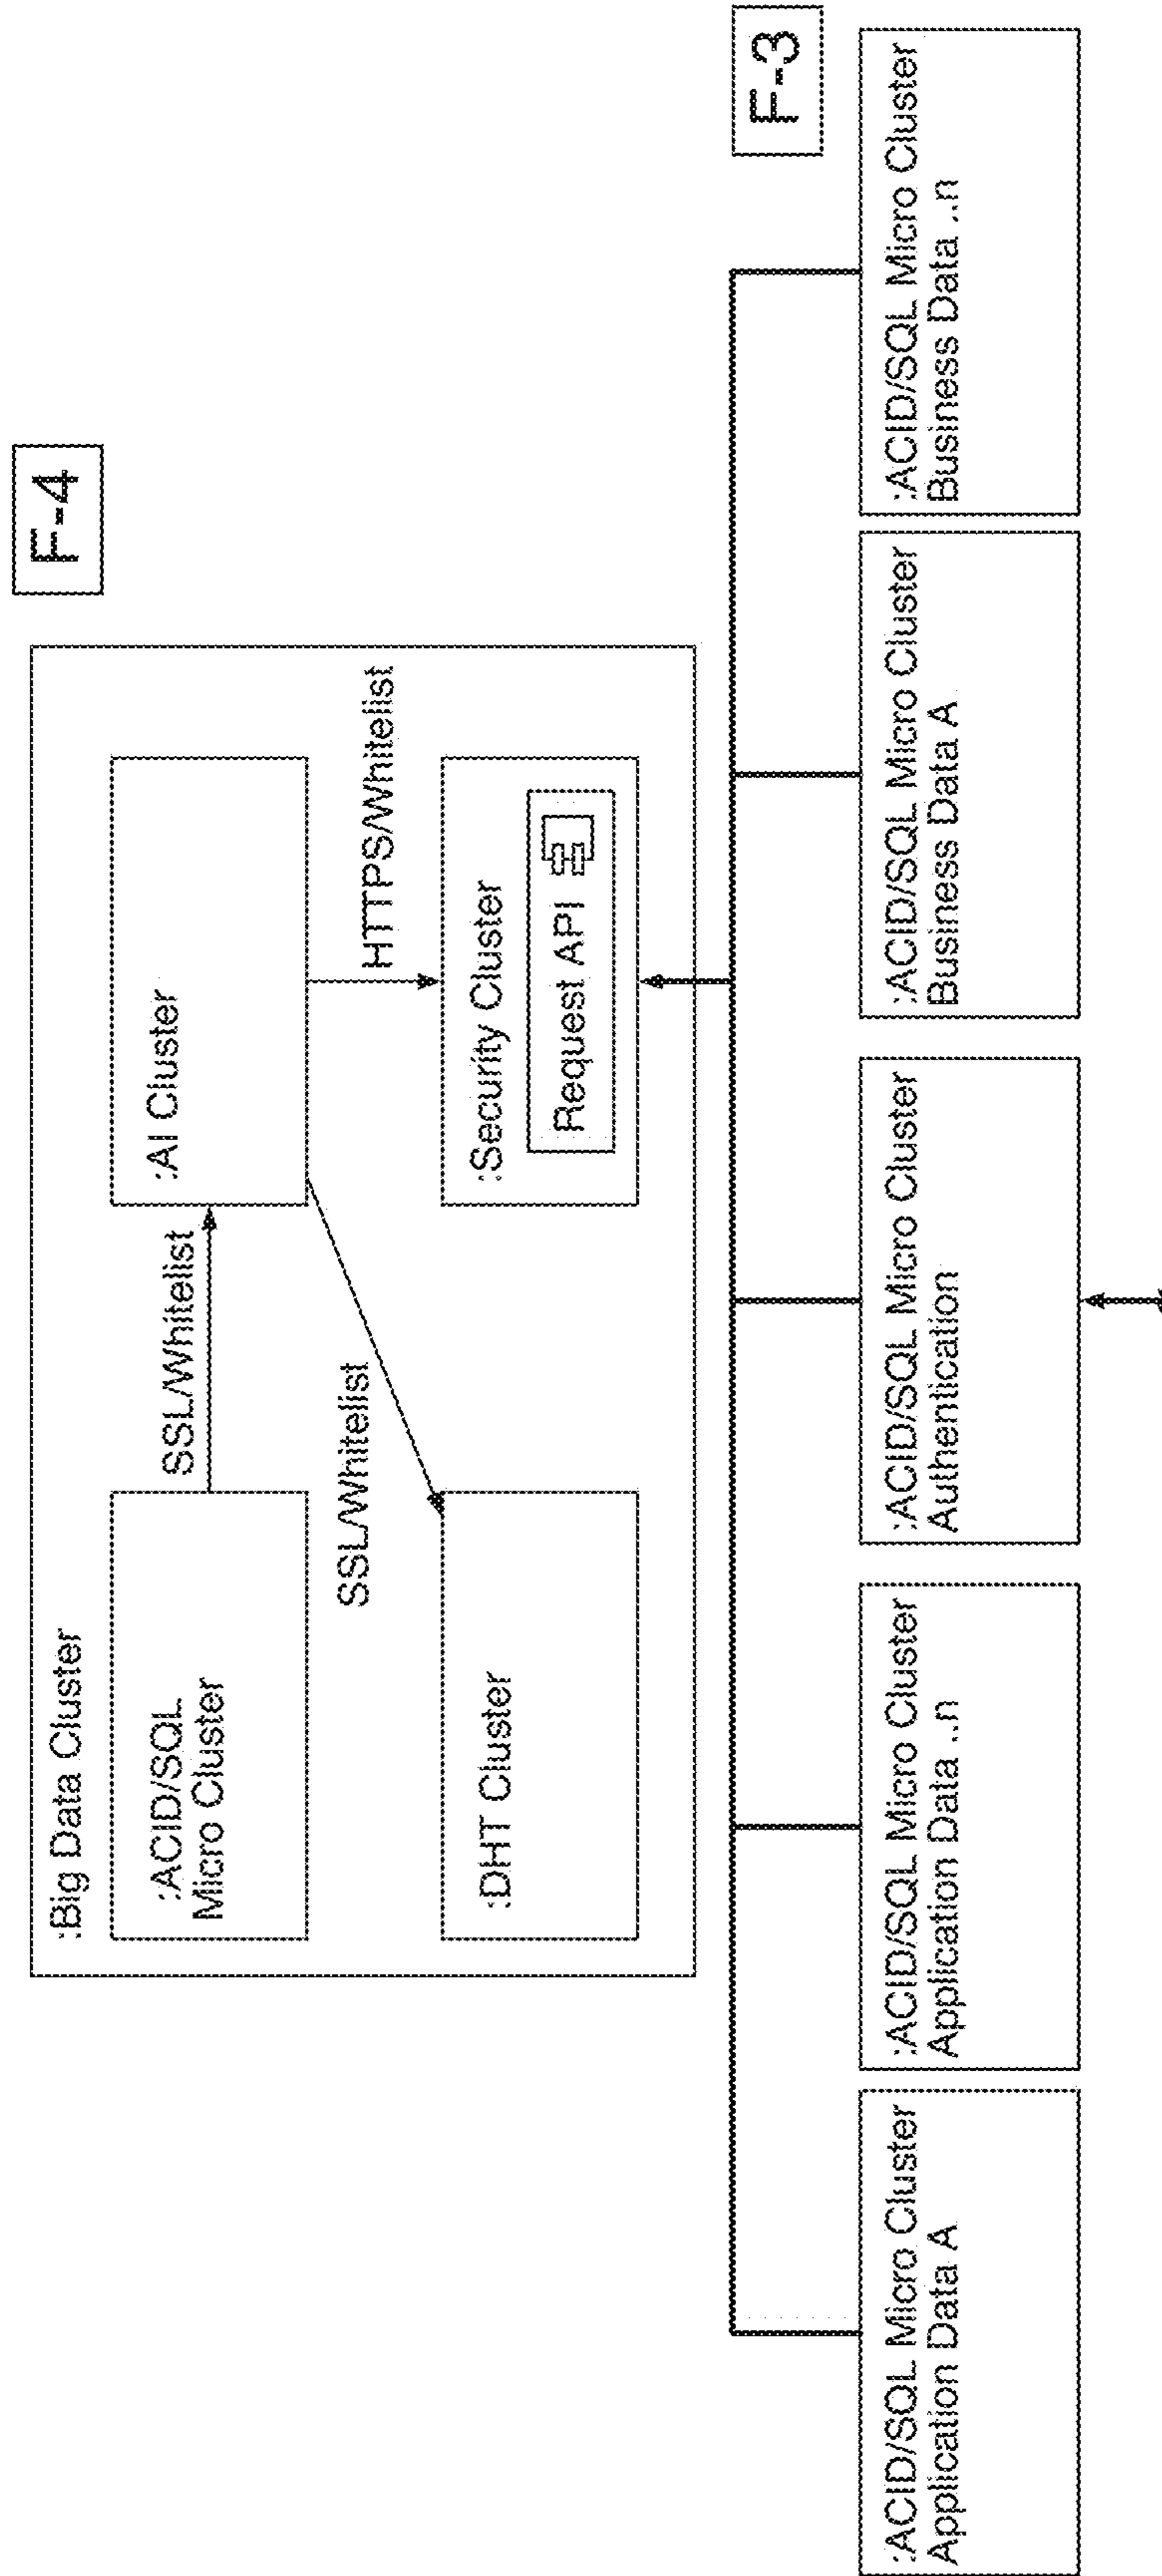 F-4
:Big Data Cluster
:ACID/SQL
Micro Cluster
SSL/Whitelist
:AI Cluster
SSL/Whitelist
HTTPS/Whitelist
:DHT Cluster
:Security Cluster
Request API
F-3
:ACID/SQL Micro Cluster
Application Data A
:ACID/SQL Micro Cluster
Application Data ..n
:ACID/SQL Micro Cluster
Authentication
:ACID/SQL Micro Cluster
Business Data A
:ACID/SQL Micro Cluster
Business Data ..n